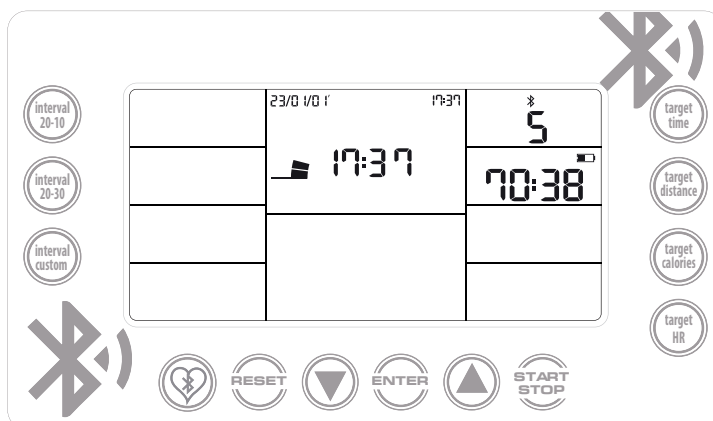 interval
20-10
interval
20-30
interval
custom
23/01/01 17:37
17:37
5
70:38
target
time
target
distance
target
calories
target
HR
RESET
ENTER
START
STOP